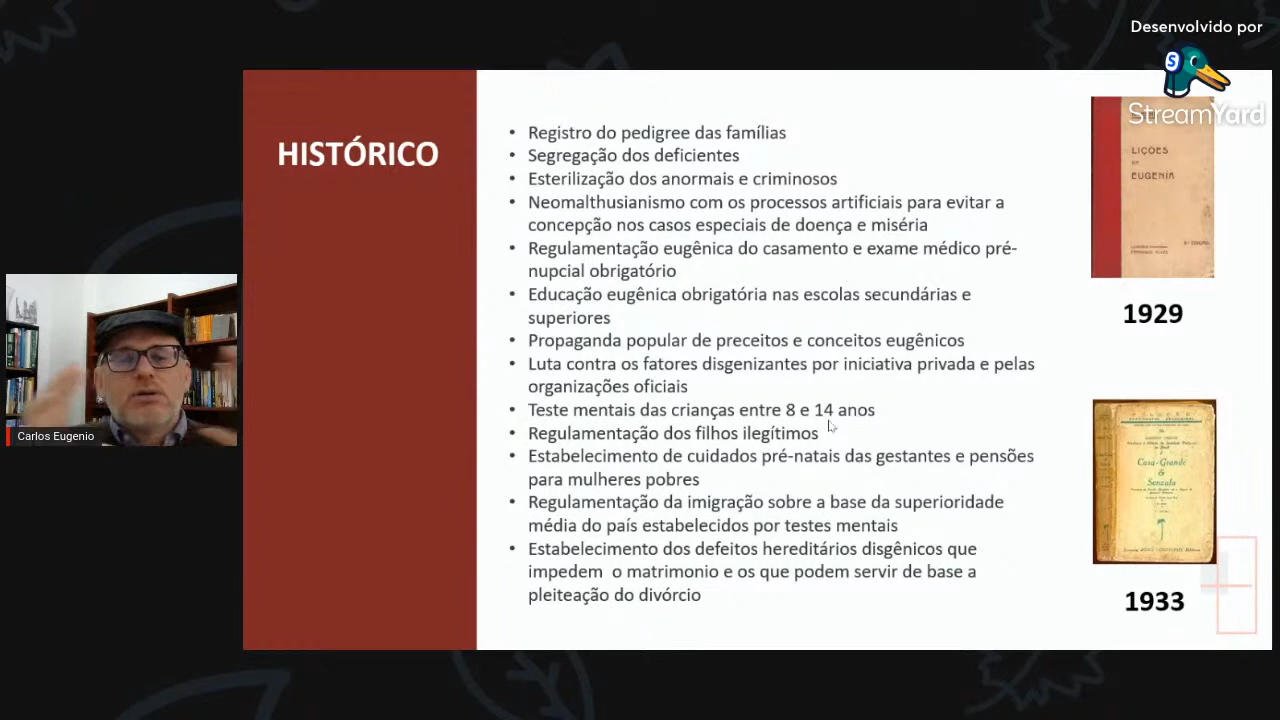 Desenvolvido por
StreamYard
HISTÓRICO
• Registro do pedigree das famílias
• Segregação dos deficientes
• Esterilização dos anormais e criminosos
• Neomalthusianismo com os processos artificiais para evitar a
concepção nos casos especiais de doença e miséria
• Regulamentação eugênica do casamento e exame médico pré-
nupcial obrigatório
• Educação eugênica obrigatória nas escolas secundárias e
superiores
• Propaganda popular de preceitos e conceitos eugênicos
• Luta contra os fatores disgenizantes por iniciativa privada e pelas
organizações oficiais
• Teste mentais das crianças entre 8 e 14 anos
• Regulamentação dos filhos ilegítimos
• Estabelecimento de cuidados pré-natais das gestantes e pensões
para mulheres pobres
• Regulamentação da imigração sobre a base da superioridade
média do país estabelecidos por testes mentais
• Estabelecimento dos defeitos hereditários disgênicos que
impedem o matrimonio e os que podem servir de base a
pleiteação do divórcio
LIÇÕES
DE
EUGENÍA
1929
Casa-Grande
&
Senzala
1933
Carlos Eugenio